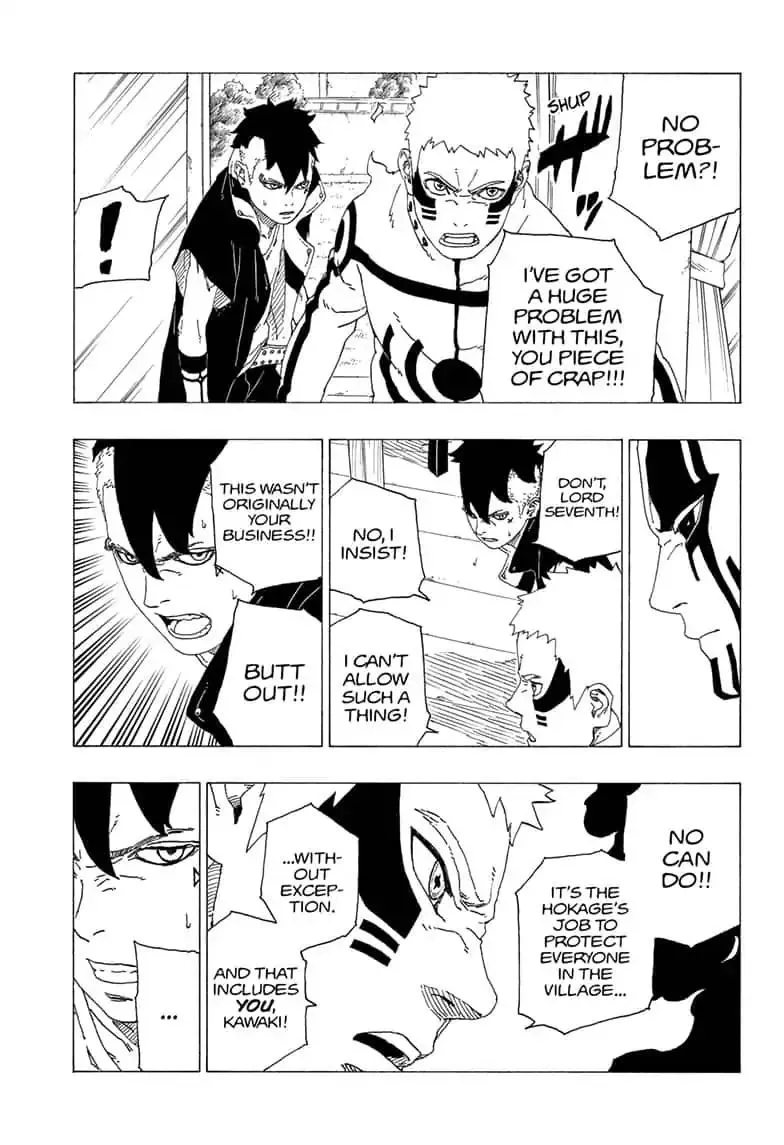 NO
PROB-
LEM?!
SHUP
I'VE GOT
A HUGE
PROBLEM
WITH THIS,
YOU PIECE
OF CRAP!!!
!
DON'T,
LORD
SEVENTH!
NO, I
INSIST!
I CAN'T
ALLOW
SUCH A
THING!
THIS WASN'T
ORIGINALLY
YOUR
BUSINESS!!
BUTT
OUT!!
NO
CAN
DO!!
IT'S THE
HOKAGE'S
JOB TO
PROTECT
EVERYONE
IN THE
VILLAGE...
...WITH-
OUT
EXCEP-
TION.
AND THAT
INCLUDES
YOU,
KAWAKI!
...